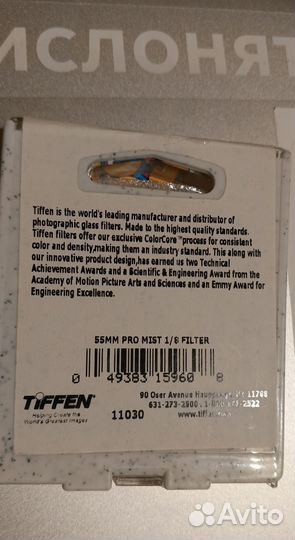 ИСЛОНЯТ
Tiffen is the world's leading manufacturer and distributor of
photographic glass filters. Made to the highest quality standards.
Tiffen filters offer our exclusive ColorCore™ process for consistent
color and density,making them an industry standard. This along with
our innovative product design,has earned us two Technical
Achievement Awards and a Scientific & Engineering Award from the
Academy of Motion Picture Arts and Sciences and an Emmy Award for
Engineering Excellence.
55MM PRO MIST 1/8 FILTER
0 49383 15960 8
TIFFEN
Helping Create the
World's Greatest Images
11030
90 Oser Avenue 11788
631-273-2500
Avito